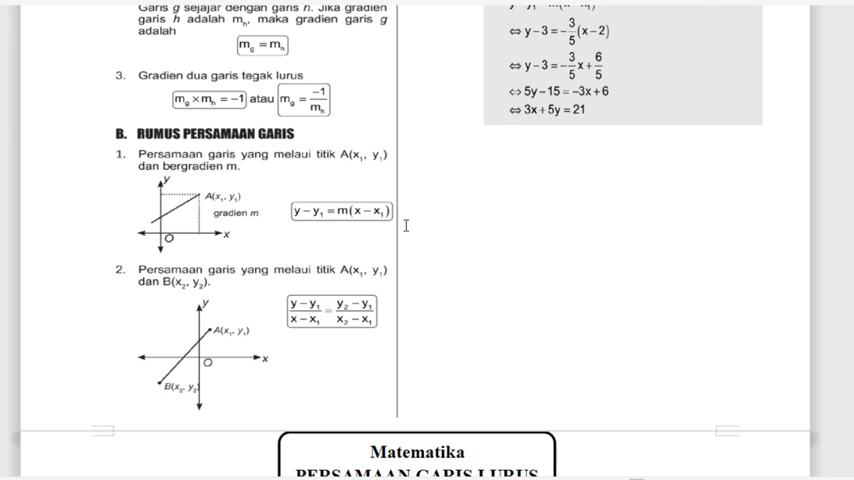 Garis g sejajar dengan garis h. Jika gradien
garis h adalah mₕ, maka gradien garis g
adalah
m_g = mₕ
3. Gradien dua garis tegak lurus
m_g × mₕ = −1 atau m_g = −1/mₕ
B. RUMUS PERSAMAAN GARIS
1. Persamaan garis yang melaui titik A(x₁, y₁)
dan bergradien m.
y
A(x₁, y₁)
gradien m
y − y₁ = m(x − x₁)
O
x
2. Persamaan garis yang melaui titik A(x₁, y₁)
dan B(x₂, y₂).
y
(y − y₁)/(x − x₁) = (y₂ − y₁)/(x₂ − x₁)
A(x₁, y₁)
O
x
B(x₂, y₂)
⇔ y − 3 = −3/5 (x − 2)
⇔ y − 3 = −3/5 x + 6/5
⇔ 5y − 15 = −3x + 6
⇔ 3x + 5y = 21
Matematika
PERSAMAAN GARIS LURUS